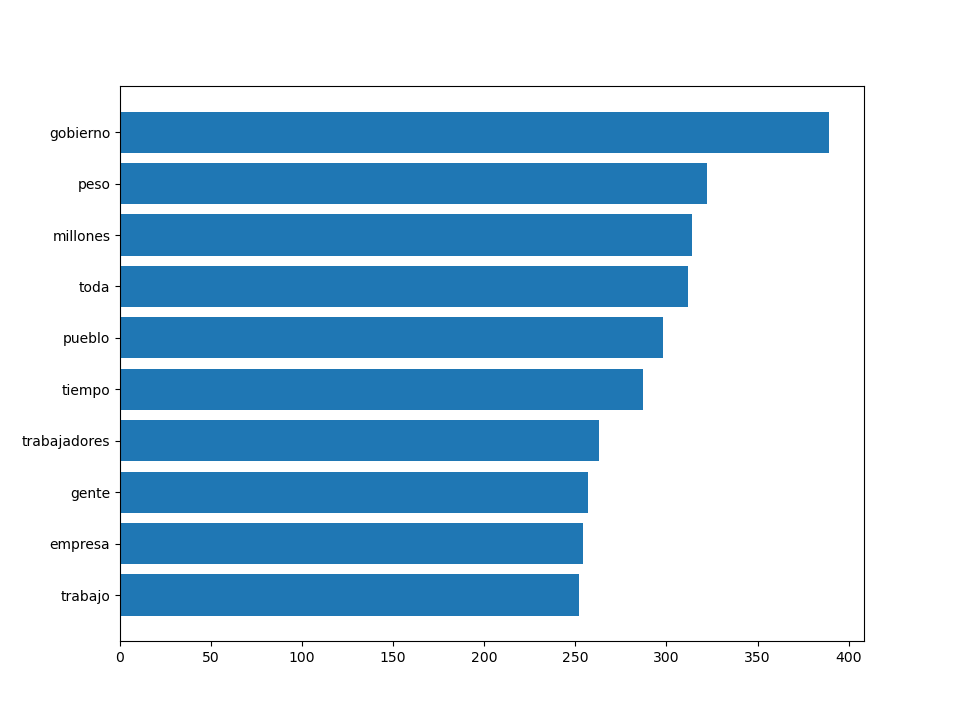 gobierno
peso
millones
toda
pueblo
tiempo
trabajadores
gente
empresa
trabajo
0 50 100 150 200 250 300 350 400